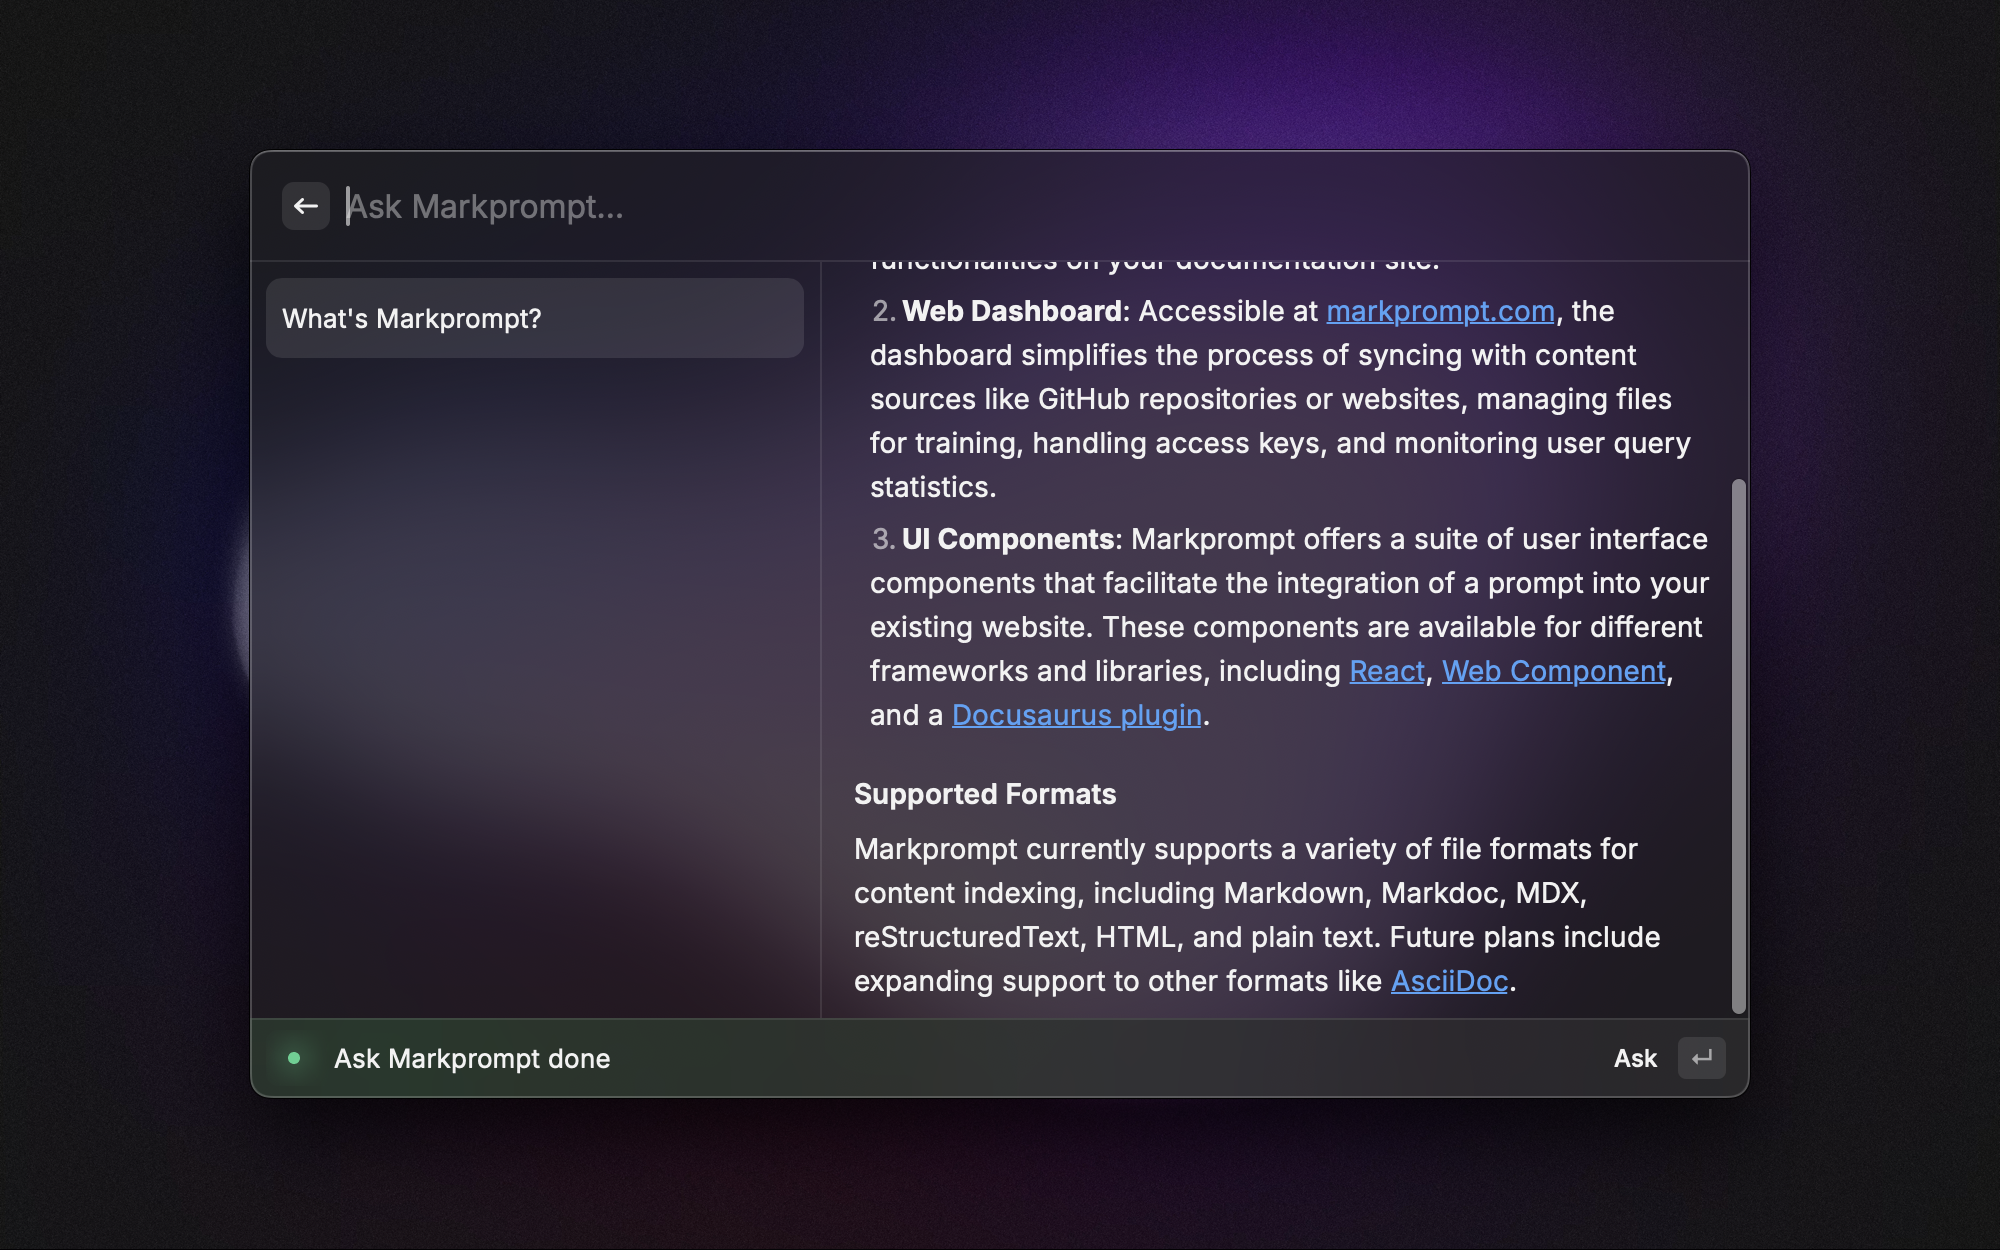 Ask Markprompt...
What's Markprompt?
functionalities on your documentation site.
2. Web Dashboard: Accessible at markprompt.com, the
dashboard simplifies the process of syncing with content
sources like GitHub repositories or websites, managing files
for training, handling access keys, and monitoring user query
statistics.
3. UI Components: Markprompt offers a suite of user interface
components that facilitate the integration of a prompt into your
existing website. These components are available for different
frameworks and libraries, including React, Web Component,
and a Docusaurus plugin.
Supported Formats
Markprompt currently supports a variety of file formats for
content indexing, including Markdown, Markdoc, MDX,
reStructuredText, HTML, and plain text. Future plans include
expanding support to other formats like AsciiDoc.
Ask Markprompt done
Ask